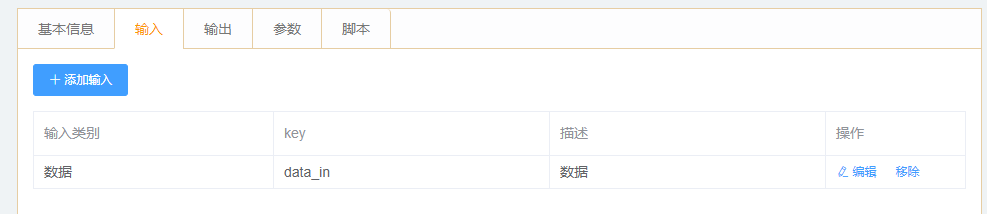 基本信息 输入 输出 参数 脚本
添加输入
输入类别 key 描述 操作
数据 data_in 数据 编辑 移除